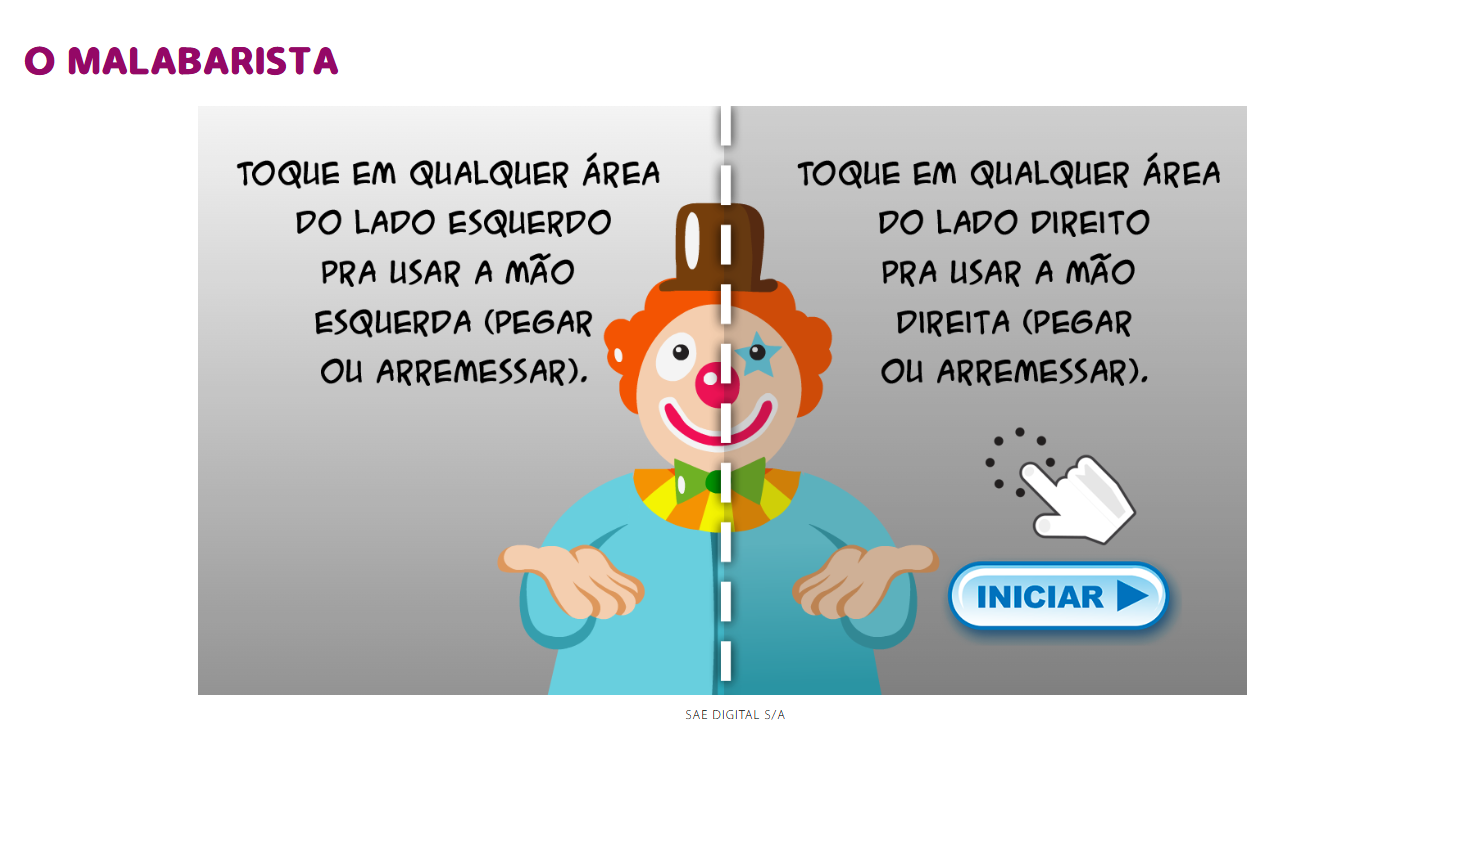 O MALABARISTA
TOQUE EM QUALQUER ÁREA
DO LADO ESQUERDO
PRA USAR A MÃO
ESQUERDA (PEGAR
OU ARREMESSAR).
TOQUE EM QUALQUER ÁREA
DO LADO DIREITO
PRA USAR A MÃO
DIREITA (PEGAR
OU ARREMESSAR).
INICIAR
SAE DIGITAL S/A